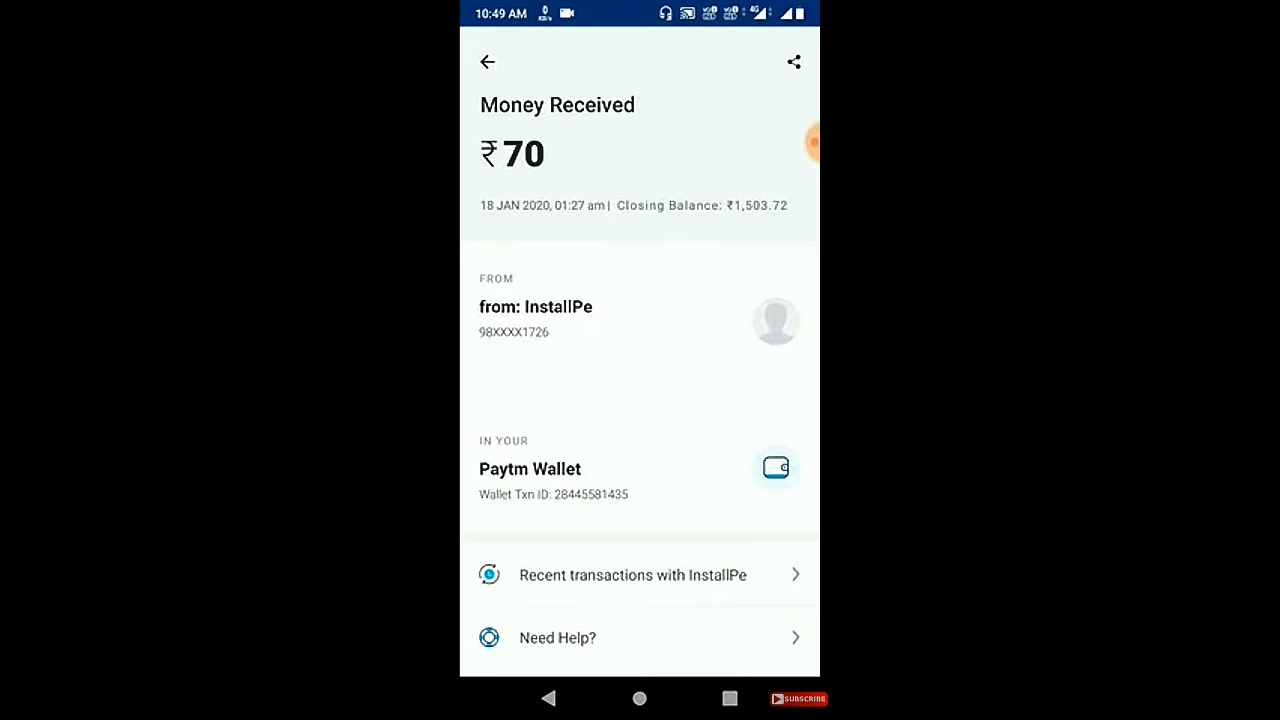 10:49 AM
Money Received
₹70
18 JAN 2020, 01:27 am | Closing Balance: ₹1,503.72
FROM
from: InstallPe
98XXXX1726
IN YOUR
Paytm Wallet
Wallet Txn ID: 28445581435
Recent transactions with InstallPe
Need Help?
SUBSCRIBE